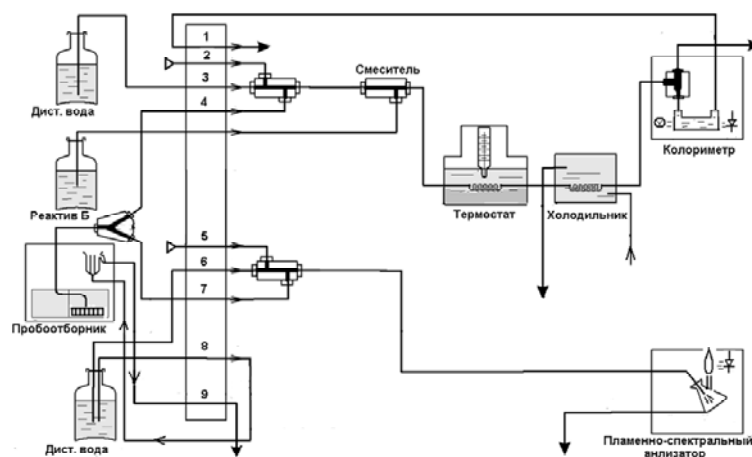 1
2
3
4
Смеситель
Дист. вода
Колориметр
Реактив Б
Термостат
Холодильник
5
6
7
Пробоотборник
8
9
Дист. вода
Пламенно-спектральный
анлизатор